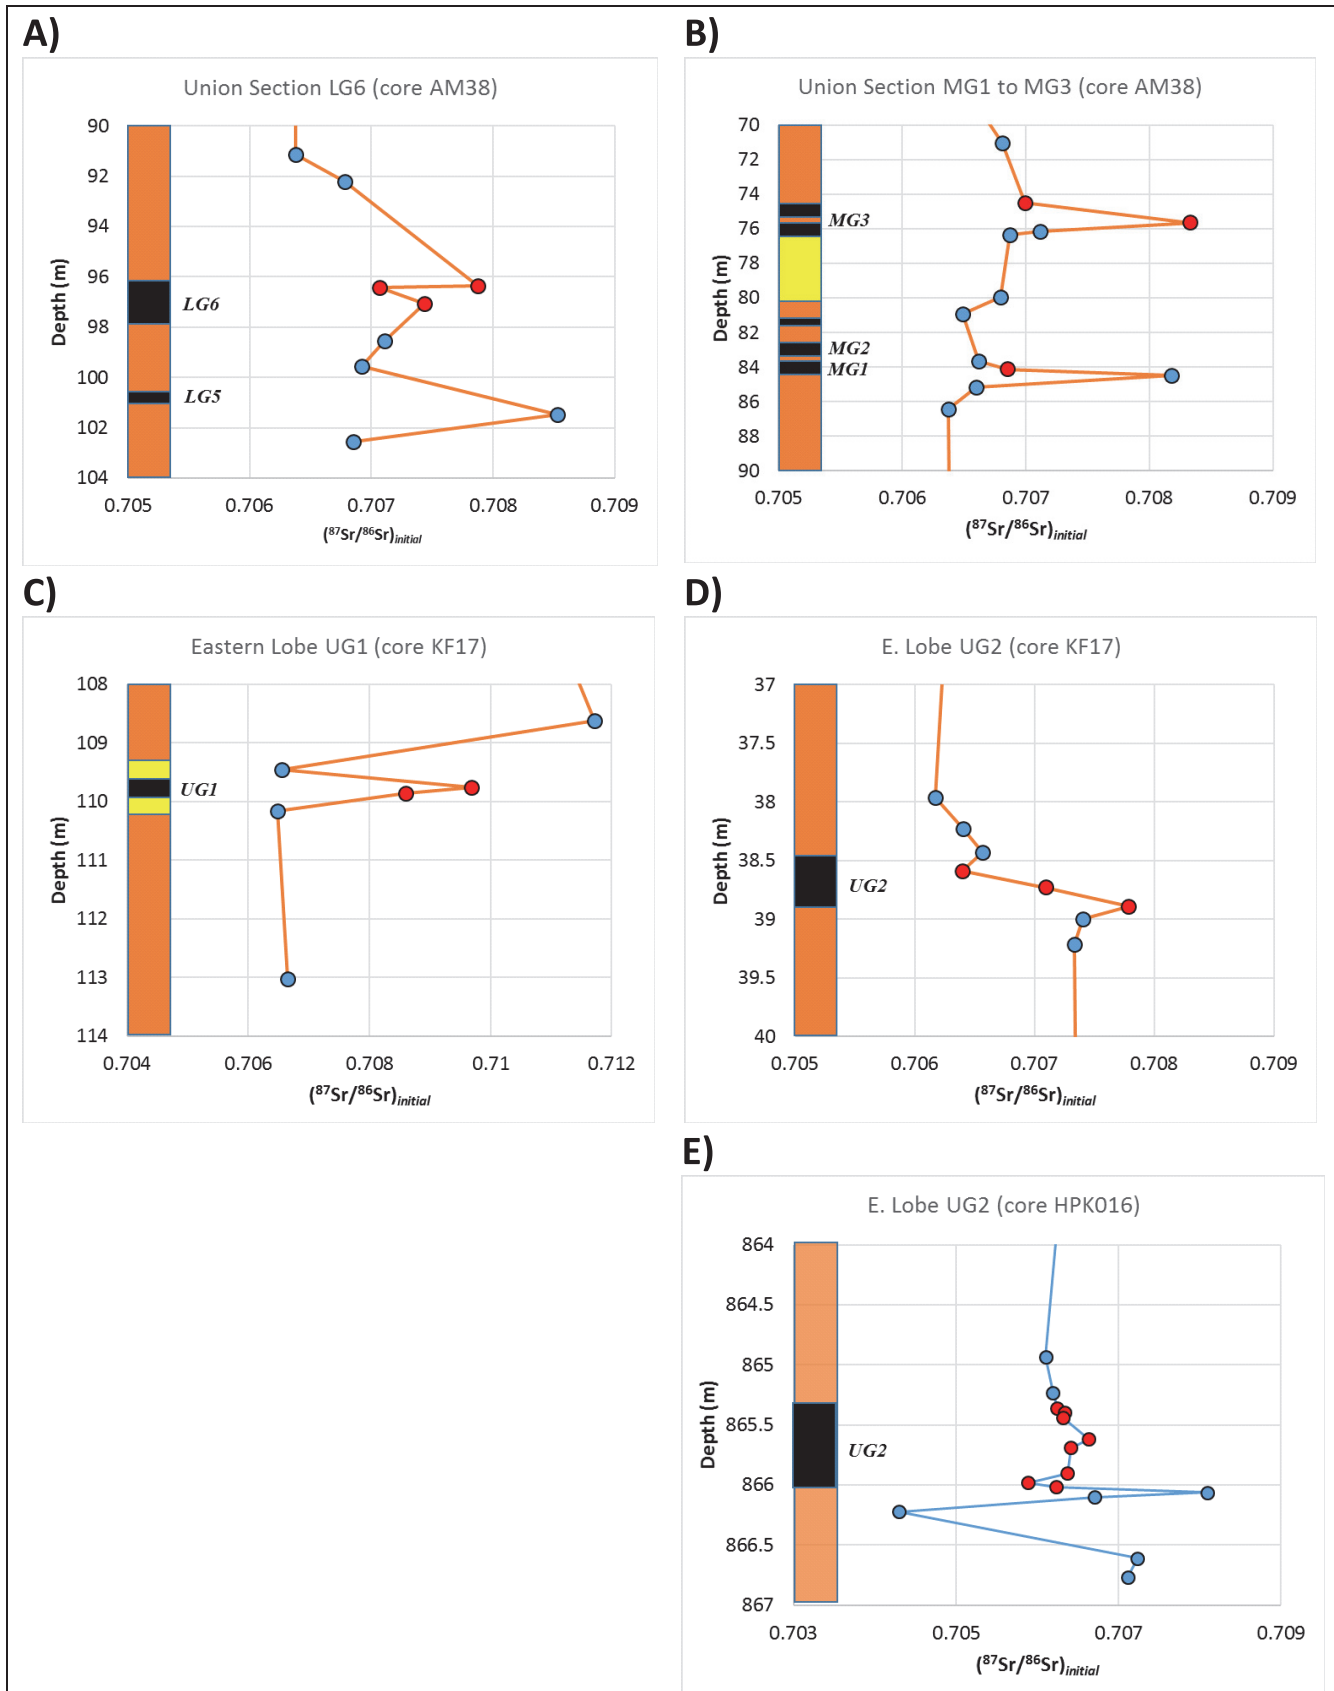 A)
Union Section LG6 (core AM38)
90
92
94
96
98
100
102
104
Depth (m)
LG6
LG5
0.705 0.706 0.707 0.708 0.709
(⁸⁷Sr/⁸⁶Sr)initial
B)
Union Section MG1 to MG3 (core AM38)
70
72
74
76
78
80
82
84
86
88
90
Depth (m)
MG3
MG2
MG1
0.705 0.706 0.707 0.708 0.709
(⁸⁷Sr/⁸⁶Sr)initial
C)
Eastern Lobe UG1 (core KF17)
108
109
110
111
112
113
114
Depth (m)
UG1
0.704 0.706 0.708 0.71 0.712
(⁸⁷Sr/⁸⁶Sr)initial
D)
E. Lobe UG2 (core KF17)
37
37.5
38
38.5
39
39.5
40
Depth (m)
UG2
0.705 0.706 0.707 0.708 0.709
(⁸⁷Sr/⁸⁶Sr)initial
E)
E. Lobe UG2 (core HPK016)
864
864.5
865
865.5
866
866.5
867
Depth (m)
UG2
0.703 0.705 0.707 0.709
(⁸⁷Sr/⁸⁶Sr)initial